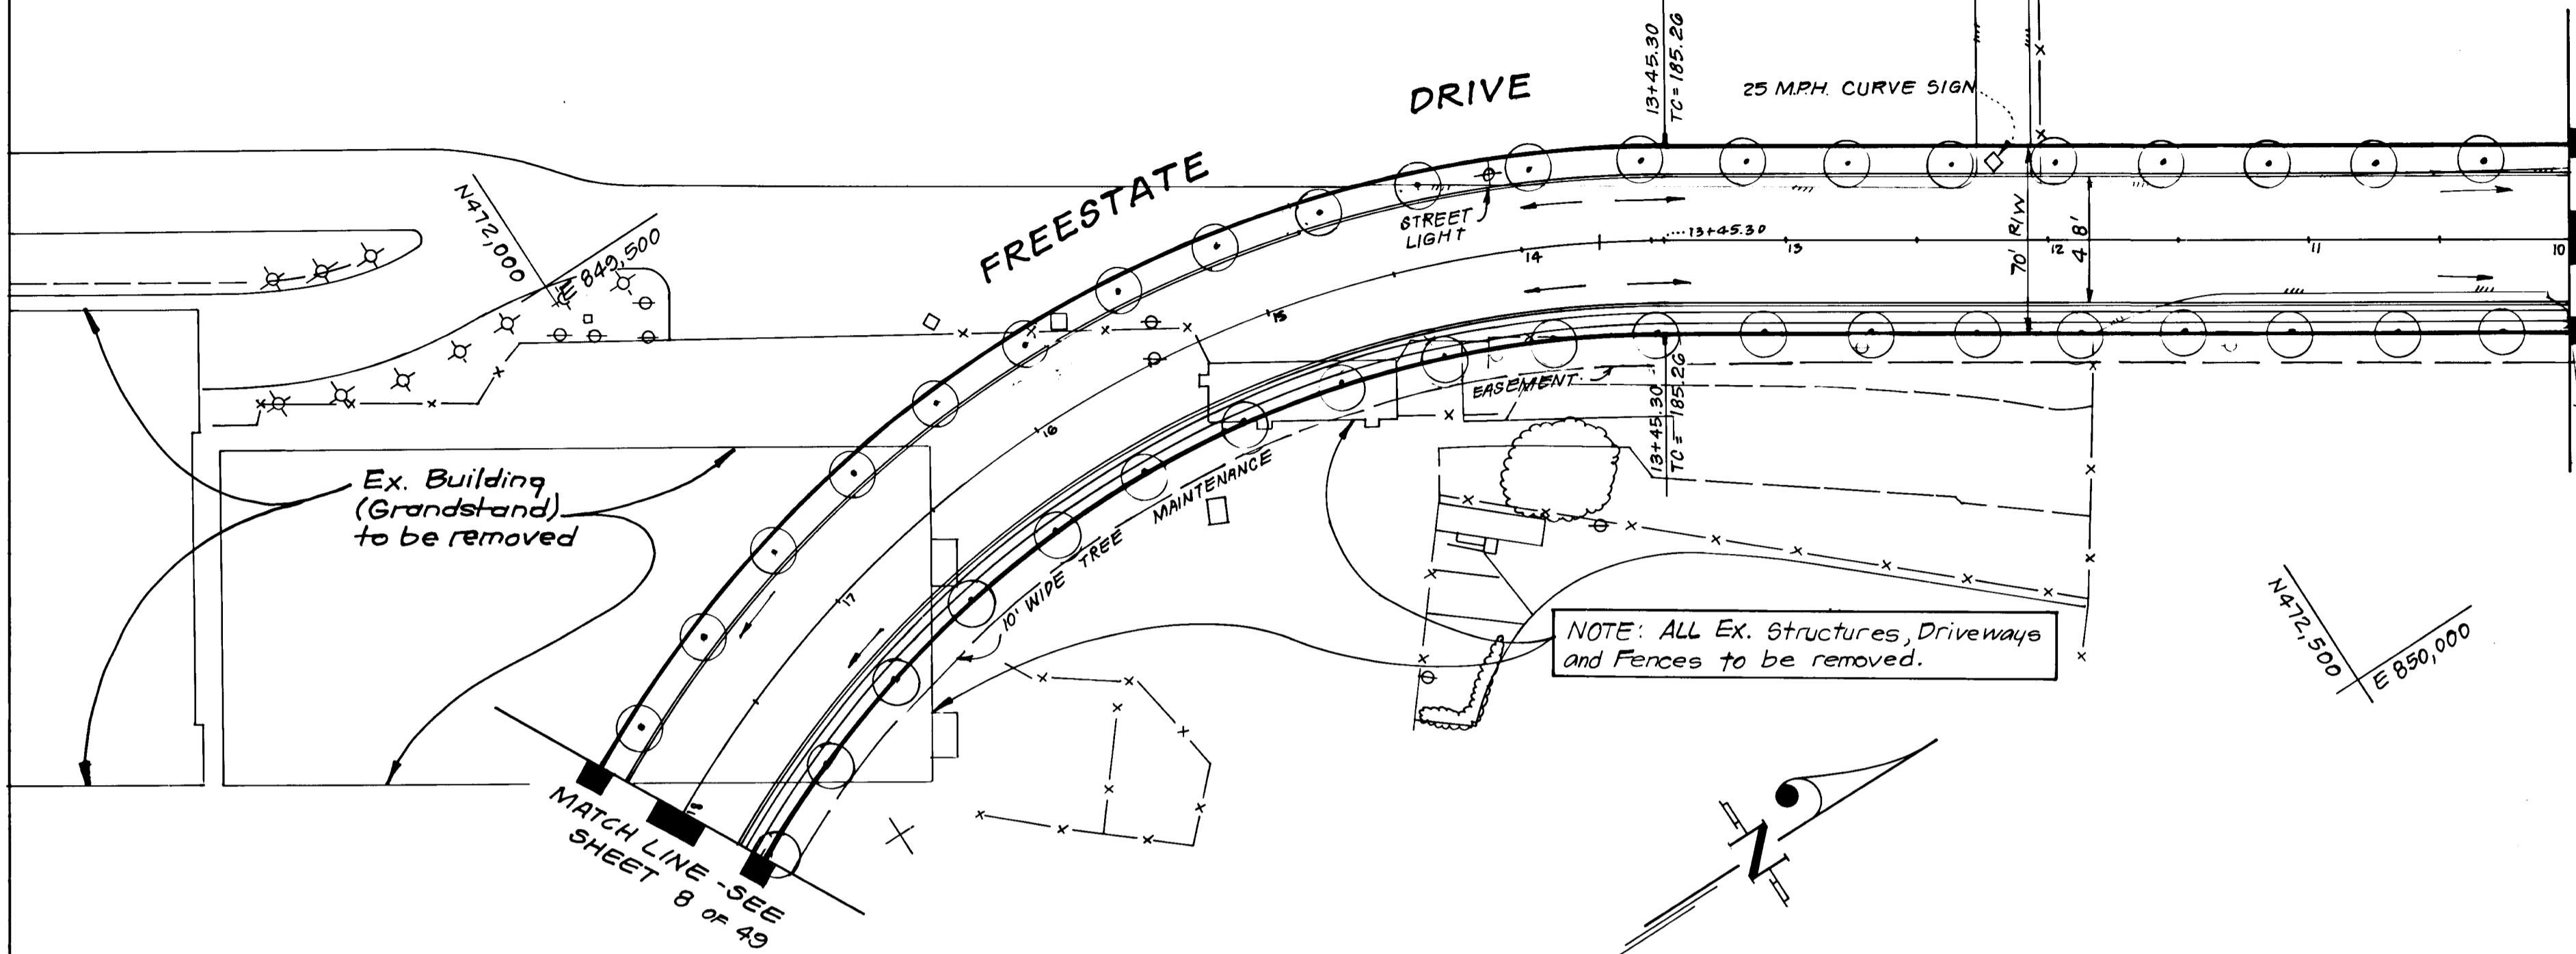 FREESTATE DRIVE
13+45.30
TC=185.26
25 M.P.H. CURVE SIGN
N472,000
E 849,500
STREET
LIGHT
13+45.30
14
13
12
11
10
15
16
17
70' R/W
48'
EASEMENT
13+45.30
TC= 185.26
10' WIDE TREE MAINTENANCE
Ex. Building
(Grandstand)
to be removed
NOTE: ALL Ex. Structures, Driveways
and Fences to be removed.
N472,500
E 850,000
MATCH LINE - SEE
SHEET 8 OF 49
N